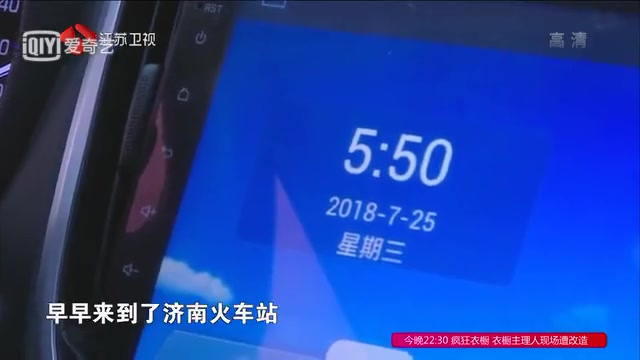 40
RST
iQIYI 爱奇艺
江苏卫视
高清
5:50
2018-7-25
星期三
早早来到了济南火车站
今晚22:30 疯狂衣橱 衣橱主理人现场遭改造